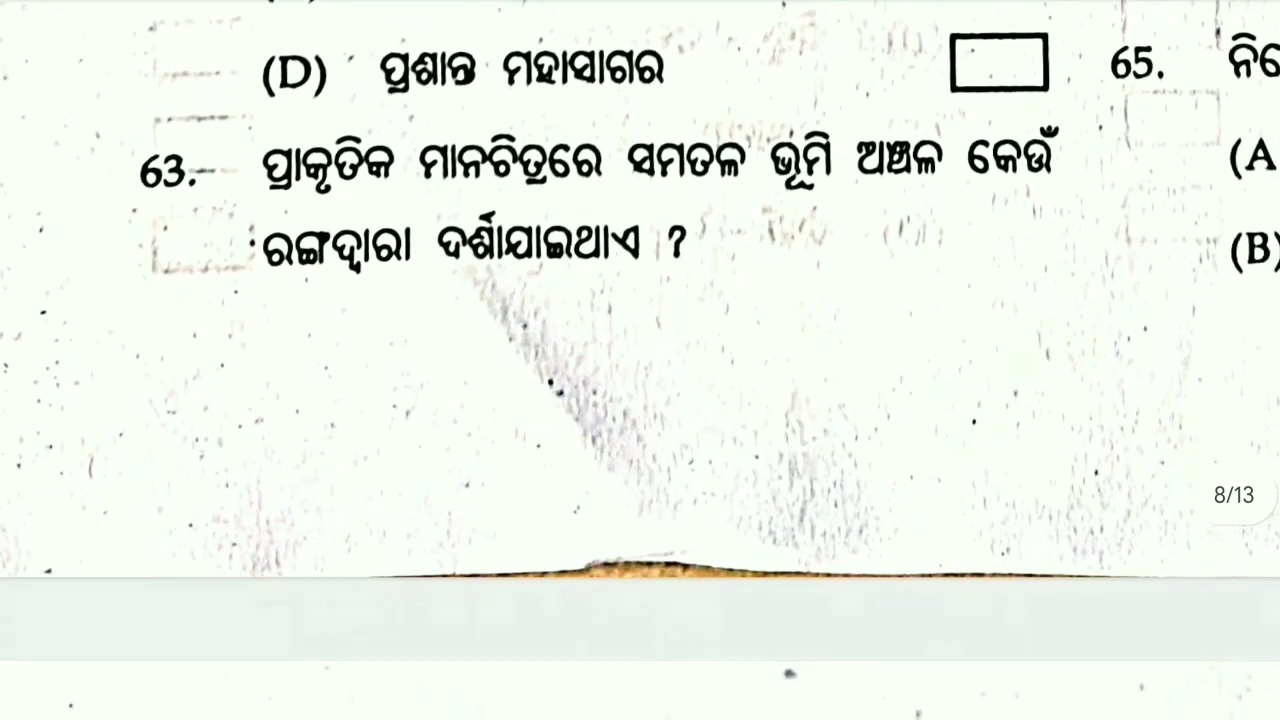 (D) ପ୍ରଶାନ୍ତ ମହାସାଗର
63. ପ୍ରାକୃତିକ ମାନଚିତ୍ରରେ ସମତଳ ଭୂମି ଅଞ୍ଚଳ କେଉଁ
ରଙ୍ଗଦ୍ୱାରା ଦର୍ଶାଯାଇଥାଏ ?
65.
(A
(B)
8/13